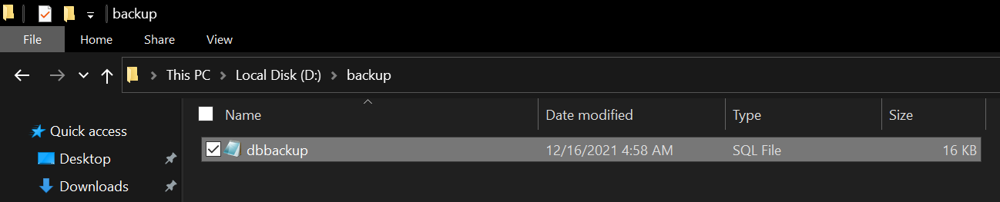 backup
File Home Share View
This PC Local Disk (D:) backup
Name Date modified Type Size
Quick access
dbbackup 12/16/2021 4:58 AM SQL File 16 KB
Desktop
Downloads